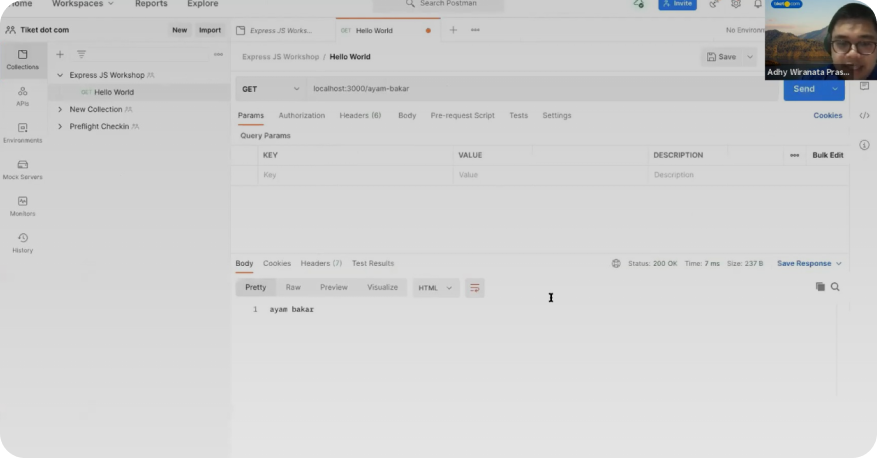 Home Workspaces Reports Explore Search Postman Invite
tiket.com
Tiket dot com New Import Express JS Works... GET Hello World + ••• No Environm
Adhy Wiranata Pras...
Collections
APIs
Environments
Mock Servers
Monitors
History
Express JS Workshop
GET Hello World
New Collection
Preflight Checkin
Express JS Workshop / Hello World Save
GET localhost:3000/ayam-bakar Send
Params Authorization Headers (6) Body Pre-request Script Tests Settings Cookies
Query Params
KEY VALUE DESCRIPTION ••• Bulk Edit
Key Value Description
Body Cookies Headers (7) Test Results Status: 200 OK Time: 7 ms Size: 237 B Save Response
Pretty Raw Preview Visualize HTML
1 ayam bakar